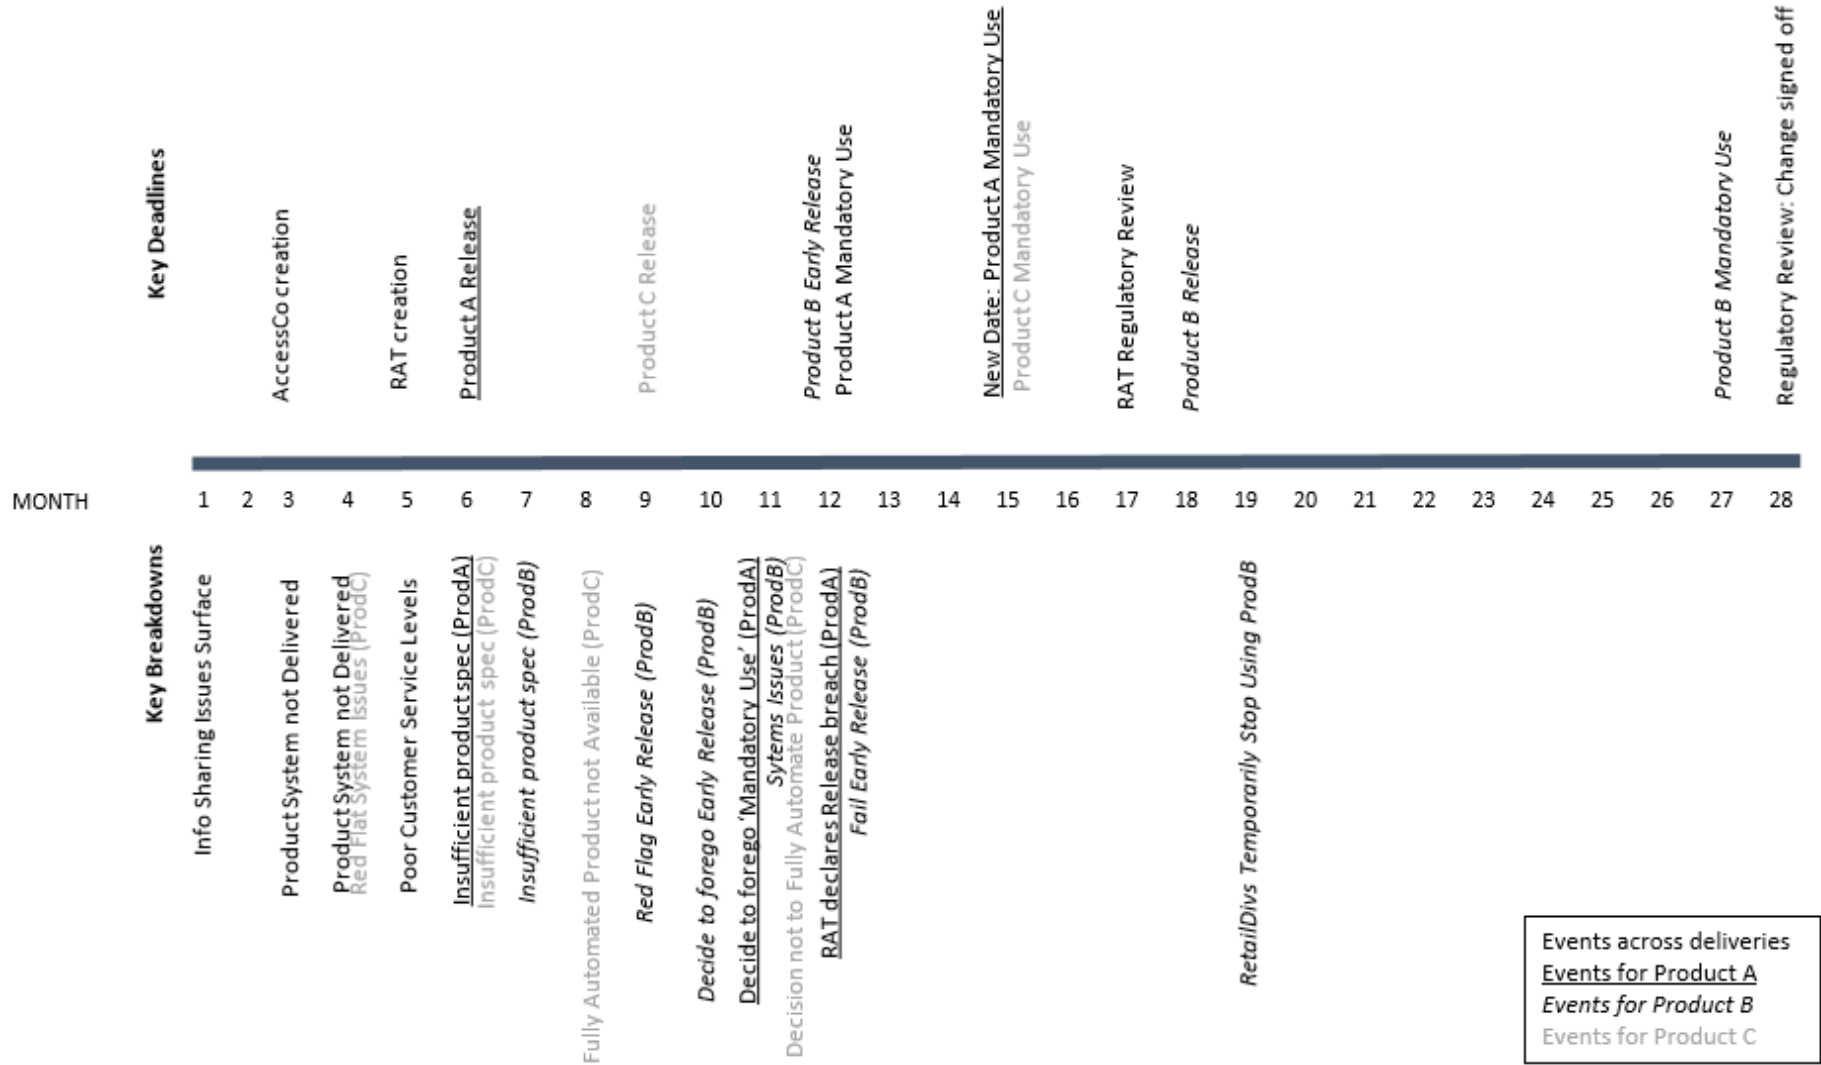 Key Deadlines
AccessCo creation
RAT creation
Product A Release
Product C Release
Product B Early Release
Product A Mandatory Use
New Date: Product A Mandatory Use
Product C Mandatory Use
RAT Regulatory Review
Product B Release
Product B Mandatory Use
Regulatory Review: Change signed off
MONTH 1 2 3 4 5 6 7 8 9 10 11 12 13 14 15 16 17 18 19 20 21 22 23 24 25 26 27 28
Key Breakdowns
Info Sharing Issues Surface
Product System not Delivered
Product System not Delivered
Red Flat System Issues (ProdC)
Poor Customer Service Levels
Insufficient product spec (ProdA)
Insufficient product spec (ProdC)
Insufficient product spec (ProdB)
Fully Automated Product not Available (ProdC)
Red Flag Early Release (ProdB)
Decide to forego Early Release (ProdB)
Decide to forego 'Mandatory Use' (ProdA)
Sytems Issues (ProdB)
Decision not to Fully Automate Product (ProdC)
RAT declares Release breach (ProdA)
Fail Early Release (ProdB)
RetailDivs Temporarily Stop Using ProdB
Events across deliveries
Events for Product A
Events for Product B
Events for Product C